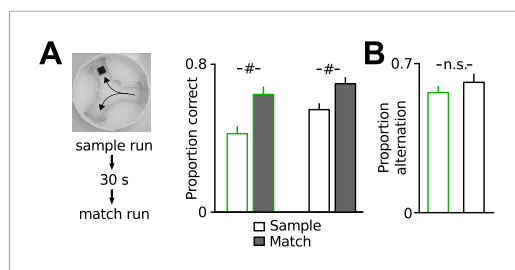 A
sample run
30 s
match run
Proportion correct
0.8
0
-#-
-#-
Sample
Match
B
Proportion
alternation
0.7
0
-n.s.-